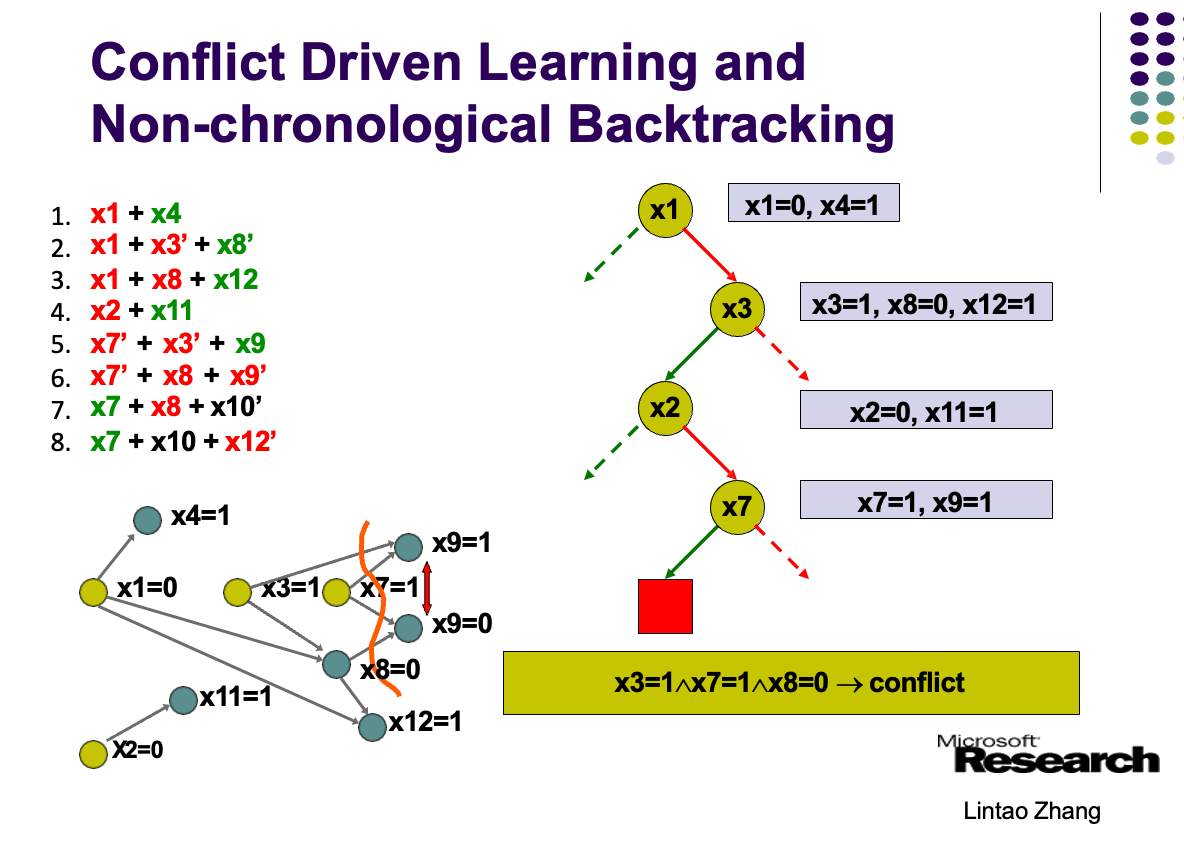 Conflict Driven Learning and
Non-chronological Backtracking
1. x1 + x4
2. x1 + x3’ + x8’
3. x1 + x8 + x12
4. x2 + x11
5. x7’ + x3’ + x9
6. x7’ + x8 + x9’
7. x7 + x8 + x10’
8. x7 + x10 + x12’
x1
x1=0, x4=1
x3
x3=1, x8=0, x12=1
x2
x2=0, x11=1
x7
x7=1, x9=1
x4=1
x9=1
x1=0
x3=1
x7=1
x9=0
x8=0
x11=1
x12=1
X2=0
x3=1∧x7=1∧x8=0 → conflict
Microsoft
Research
Lintao Zhang